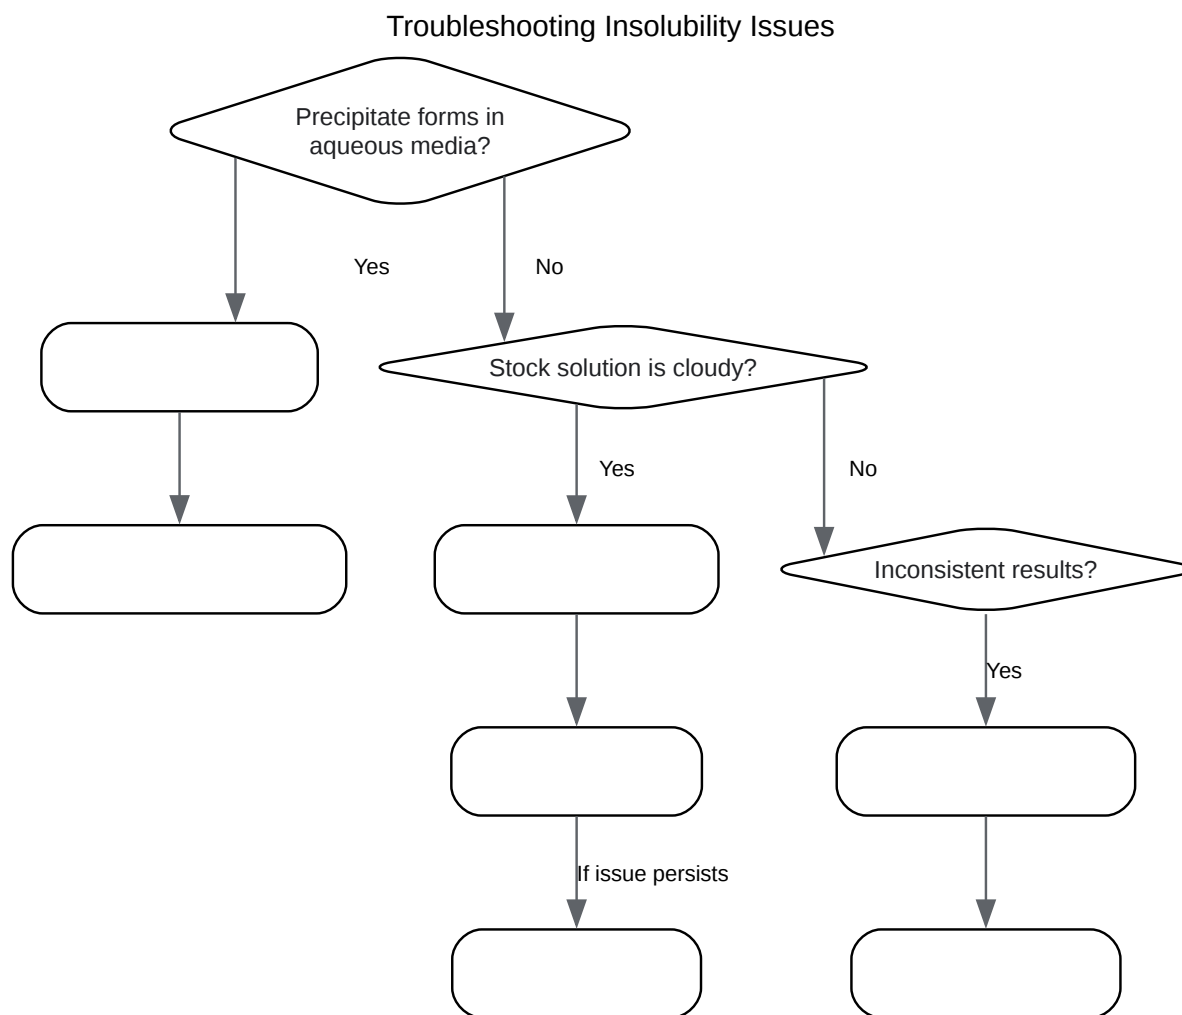 Troubleshooting Insolubility Issues
Precipitate forms in
aqueous media?
Yes
No
Stock solution is cloudy?
Yes
No
Inconsistent results?
Yes
If issue persists